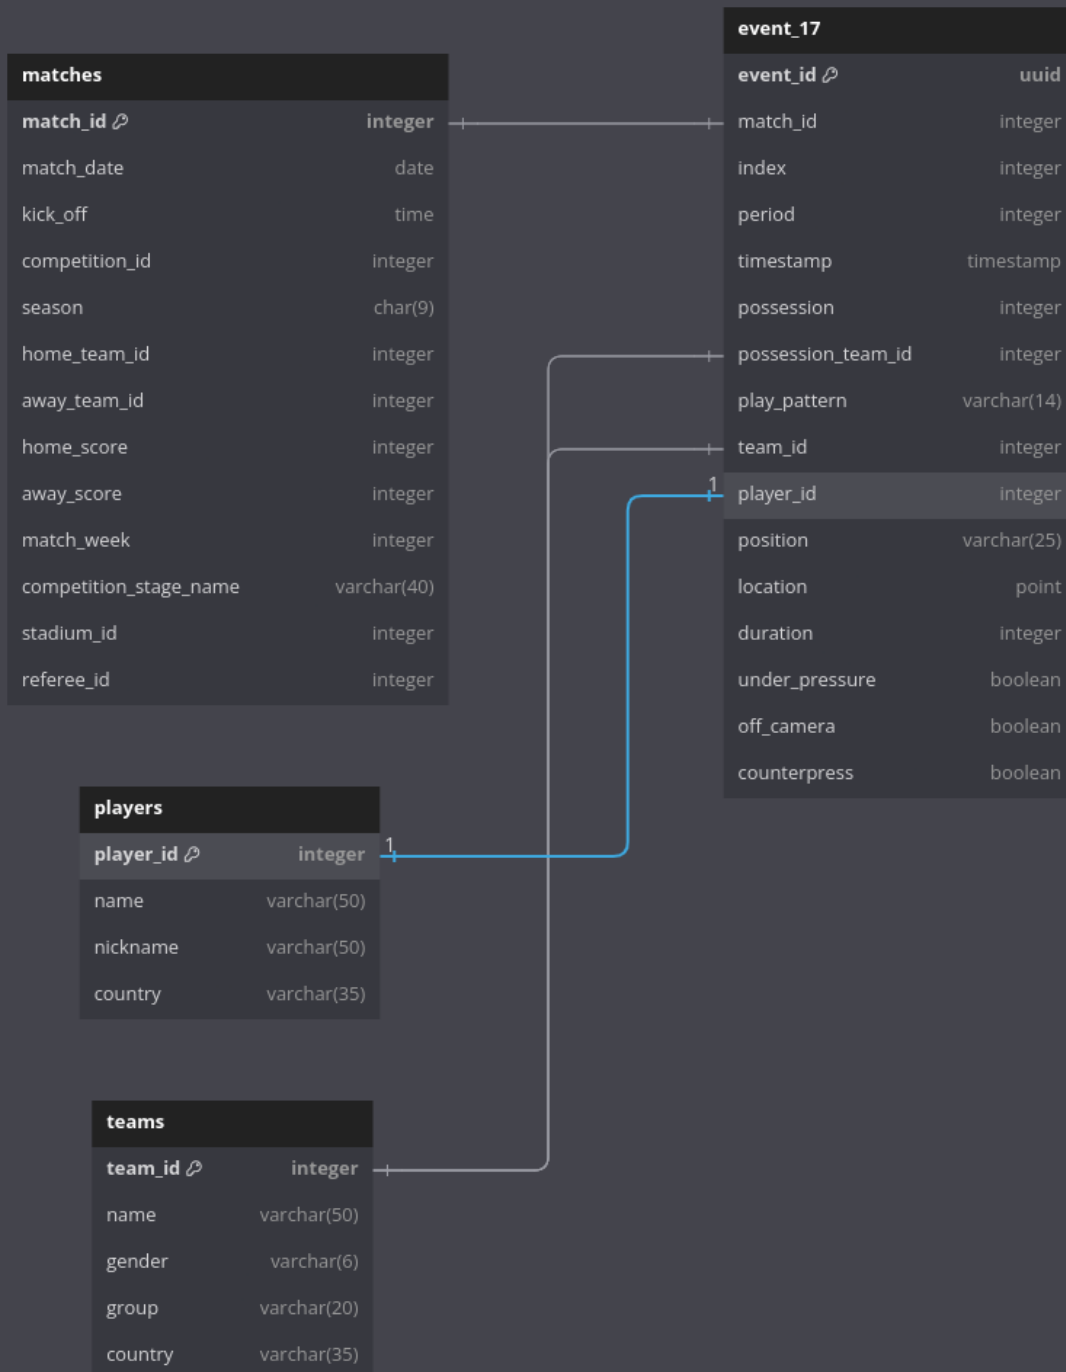 matches
match_id integer
match_date date
kick_off time
competition_id integer
season char(9)
home_team_id integer
away_team_id integer
home_score integer
away_score integer
match_week integer
competition_stage_name varchar(40)
stadium_id integer
referee_id integer
event_17
event_id uuid
match_id integer
index integer
period integer
timestamp timestamp
possession integer
possession_team_id integer
play_pattern varchar(14)
team_id integer
1
player_id integer
position varchar(25)
location point
duration integer
under_pressure boolean
off_camera boolean
counterpress boolean
players
player_id integer
1
name varchar(50)
nickname varchar(50)
country varchar(35)
teams
team_id integer
name varchar(50)
gender varchar(6)
group varchar(20)
country varchar(35)